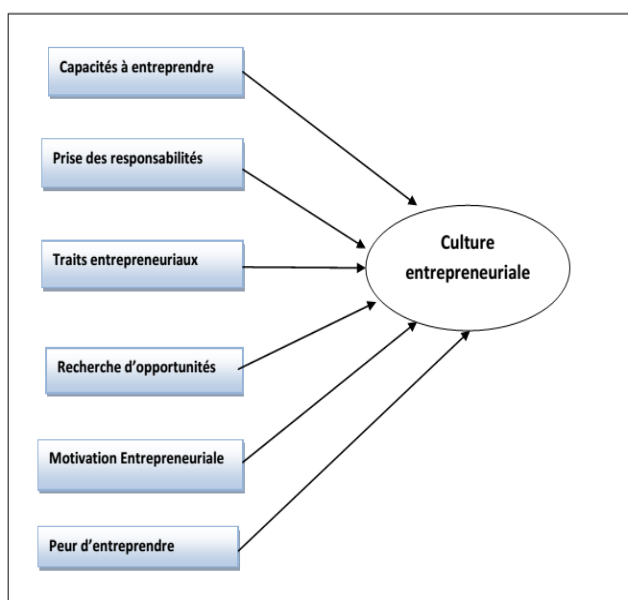 Capacités à entreprendre
Prise des responsabilités
Traits entrepreneuriaux
Culture
entrepreneuriale
Recherche d'opportunités
Motivation Entrepreneuriale
Peur d'entreprendre